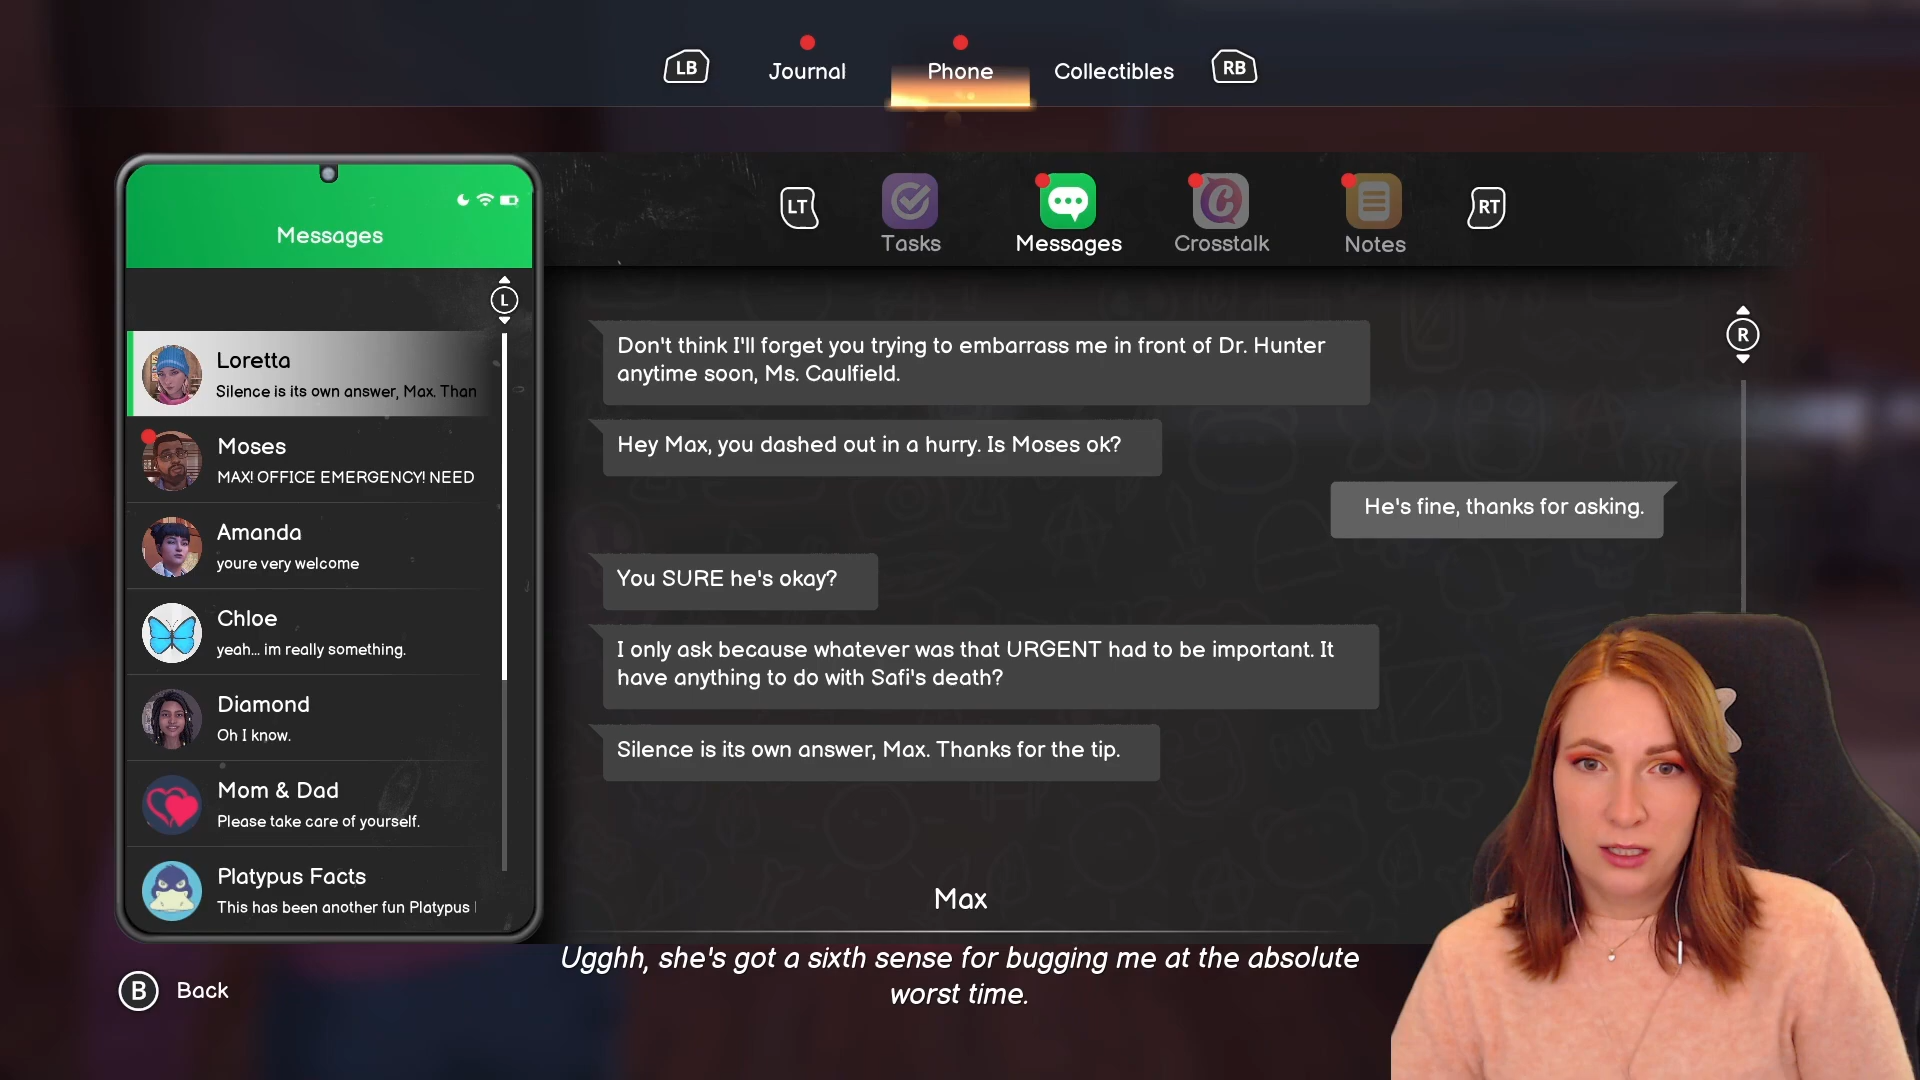 LB
Journal
Phone
Collectibles
RB
Messages
L
Loretta
Silence is its own answer, Max. Than
Moses
MAX! OFFICE EMERGENCY! NEED
Amanda
youre very welcome
Chloe
yeah... im really something.
Diamond
Oh I know.
Mom & Dad
Please take care of yourself.
Platypus Facts
This has been another fun Platypus
LT
Tasks
Messages
Crosstalk
Notes
RT
R
Don't think I'll forget you trying to embarrass me in front of Dr. Hunter
anytime soon, Ms. Caulfield.
Hey Max, you dashed out in a hurry. Is Moses ok?
He's fine, thanks for asking.
You SURE he's okay?
I only ask because whatever was that URGENT had to be important. It
have anything to do with Safi's death?
Silence is its own answer, Max. Thanks for the tip.
Max
Ugghh, she's got a sixth sense for bugging me at the absolute
worst time.
B Back